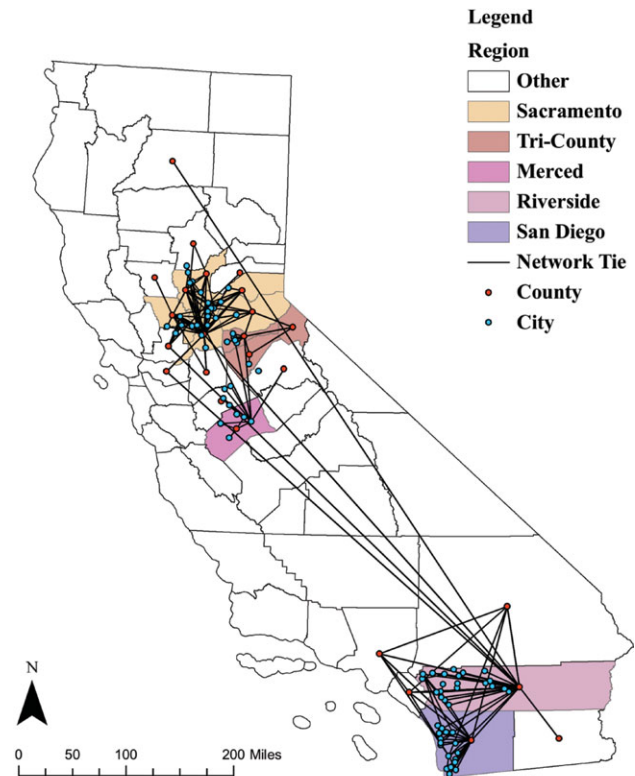 Legend
Region
Other
Sacramento
Tri-County
Merced
Riverside
San Diego
Network Tie
County
City
N
0 50 100 200 Miles